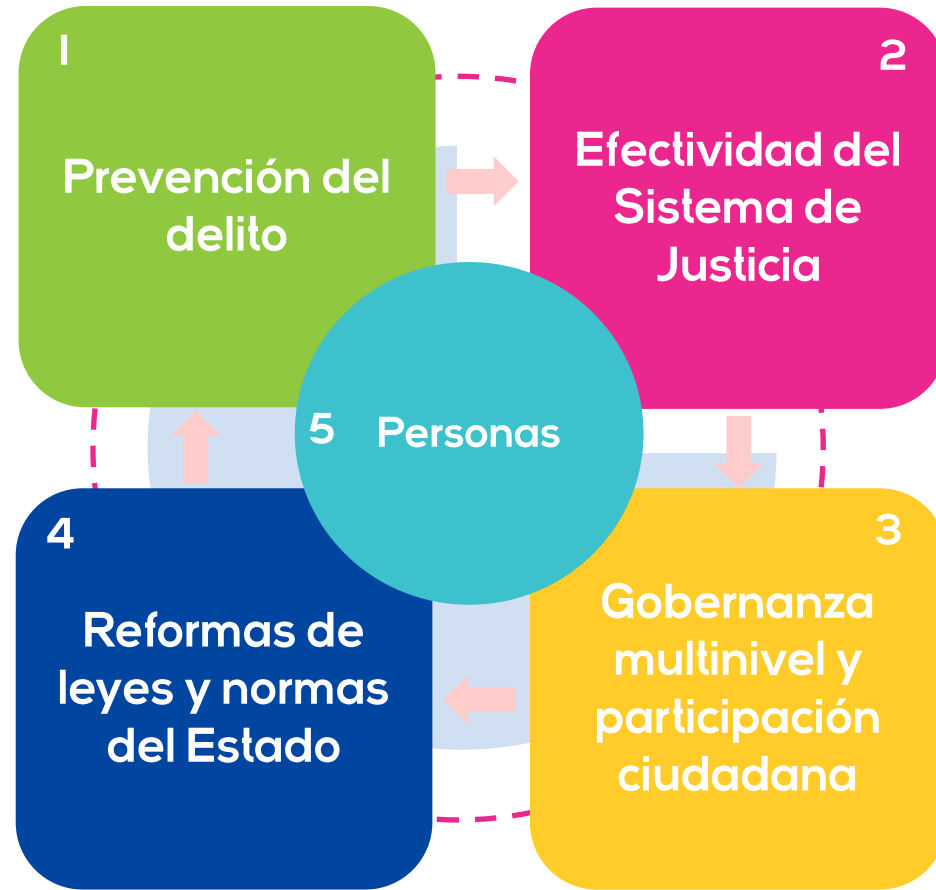 1
Prevención del
delito
2
Efectividad del
Sistema de
Justicia
3
Gobernanza
multinivel y
participación
ciudadana
4
Reformas de
leyes y normas
del Estado
5 Personas